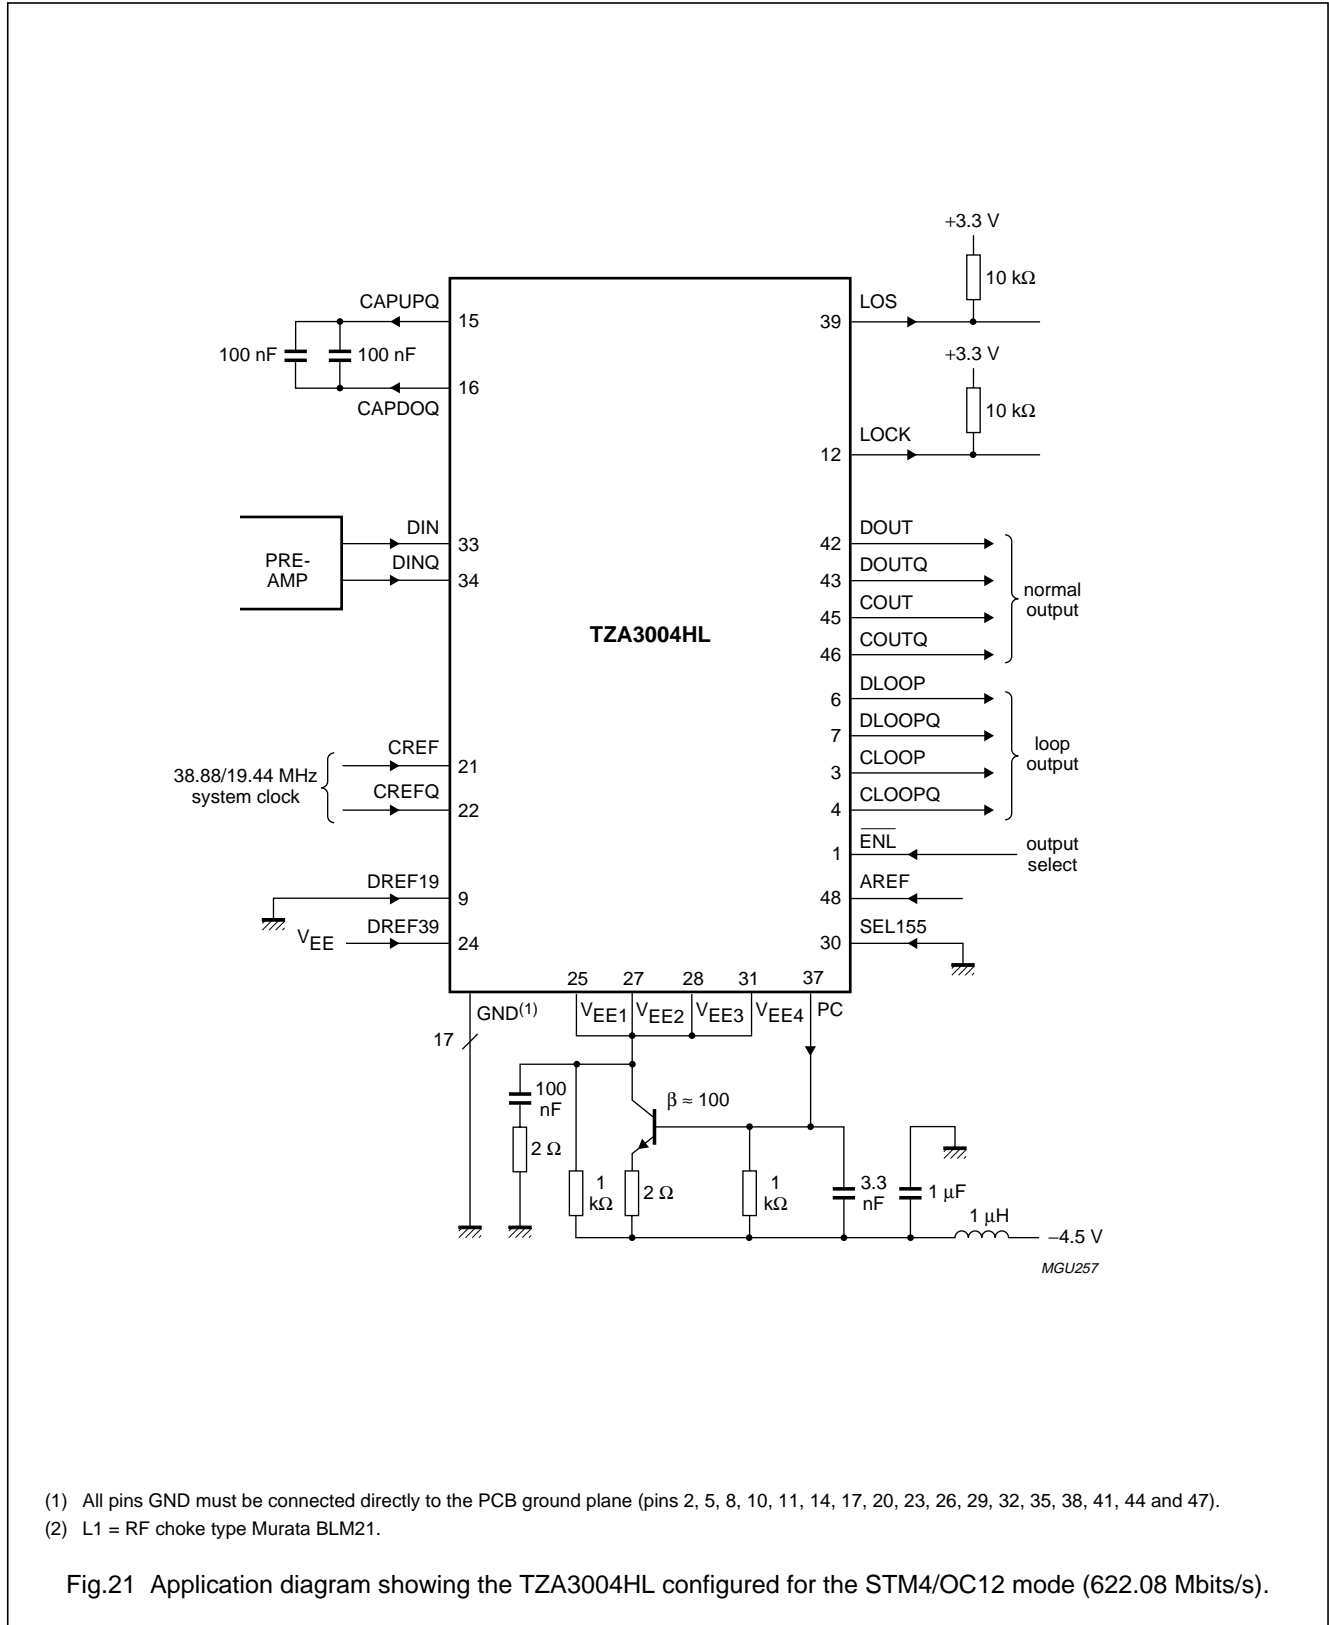 +3.3 V
10 kΩ
CAPUPQ
15
LOS
39
100 nF
100 nF
+3.3 V
16
CAPDOQ
10 kΩ
LOCK
12
PRE-
AMP
DIN
33
DINQ
34
TZA3004HL
DOUT
42
DOUTQ
43
COUT
45
COUTQ
46
normal
output
DLOOP
6
DLOOPQ
7
CLOOP
3
CLOOPQ
4
loop
output
38.88/19.44 MHz
system clock
CREF
21
CREFQ
22
ENL
1
output
select
DREF19
9
AREF
48
VEE
DREF39
24
SEL155
30
25
27
28
31
37
GND(1)
17
VEE1
VEE2
VEE3
VEE4
PC
100
nF
β ≈ 100
2 Ω
1
kΩ
2 Ω
1
kΩ
3.3
nF
1 μF
1 μH
−4.5 V
MGU257
(1) All pins GND must be connected directly to the PCB ground plane (pins 2, 5, 8, 10, 11, 14, 17, 20, 23, 26, 29, 32, 35, 38, 41, 44 and 47).
(2) L1 = RF choke type Murata BLM21.
Fig.21 Application diagram showing the TZA3004HL configured for the STM4/OC12 mode (622.08 Mbits/s).